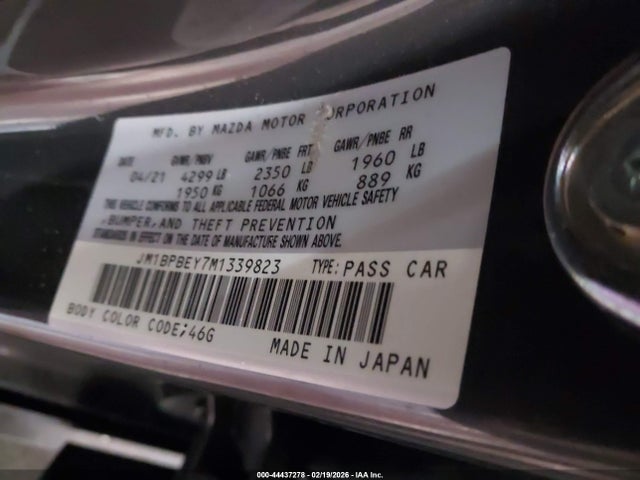 MFD. BY MAZDA MOTOR CORPORATION
DATE GVWR/PNBV GAWR/PNBE FRT GAWR/PNBE RR
04/21 4299 LB 2350 LB 1960 LB
1950 KG 1066 KG 889 KG
THIS VEHICLE CONFORMS TO ALL APPLICABLE FEDERAL MOTOR VEHICLE SAFETY
,BUMPER,AND THEFT PREVENTION
STANDARDS IN EFFECT ON THE DATE OF MANUFACTURE SHOWN ABOVE.
JM1BPBEY7M1339823 TYPE:PASS CAR
BODY COLOR CODE;46G
MADE IN JAPAN
000-44437278 - 02/19/2026 - IAA Inc.